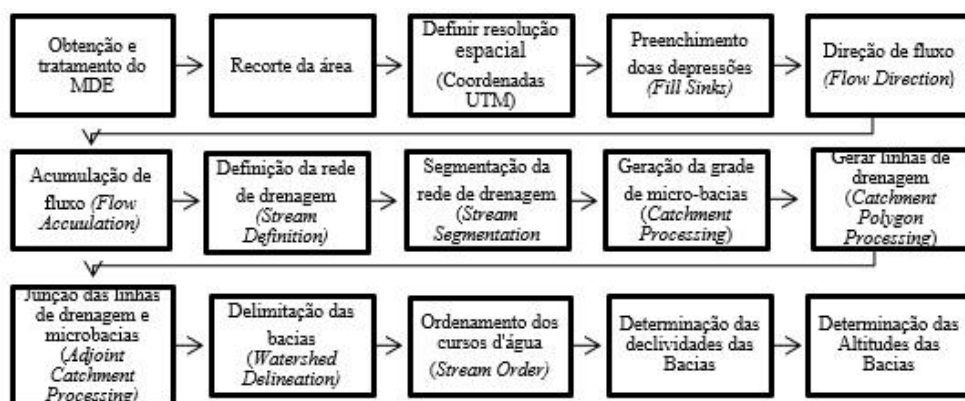 Obtenção e
tratamento do
MDE
Recorte da área
Definir resolução
espacial
(Coordenadas
UTM)
Preenchimento
doas depressões
(Fill Sinks)
Direção de fluxo
(Flow Direction)
Acumulação de
fluxo (Flow
Accuulation)
Definição da rede
de drenagem
(Stream
Definition)
Segmentação da
rede de drenagem
(Stream
Segmentation
Geração da grade
de micro-bacias
(Catchment
Processing)
Gerar linhas de
drenagem
(Catchment
Polygon
Processing)
Junção das linhas
de drenagem e
microbacias
(Adjoint
Catchment
Processing)
Delimitação das
bacias
(Watershed
Delineation)
Ordenamento dos
cursos d'água
(Stream Order)
Determinação das
declividades das
Bacias
Determinação das
Altitudes das
Bacias